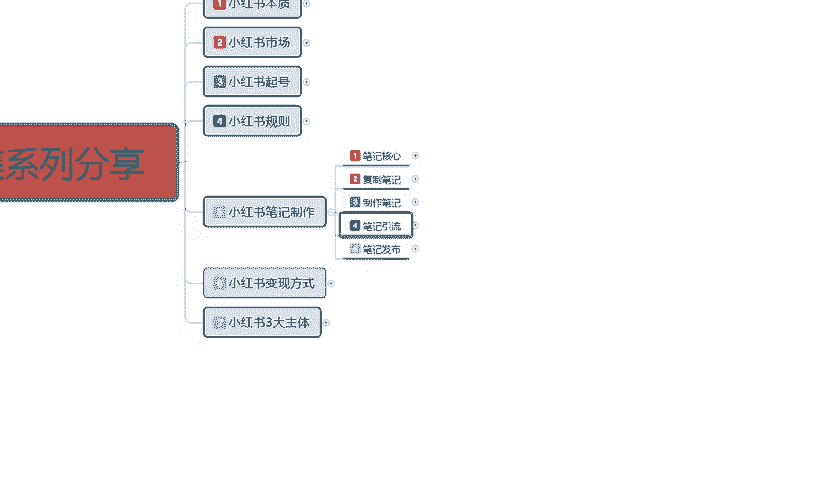 1 小红书本质
2 小红书市场
3 小红书起号
4 小红书规则
系列分享
小红书笔记制作
1 笔记核心
2 复制笔记
3 制作笔记
4 笔记引流
笔记发布
小红书变现方式
小红书3大主体